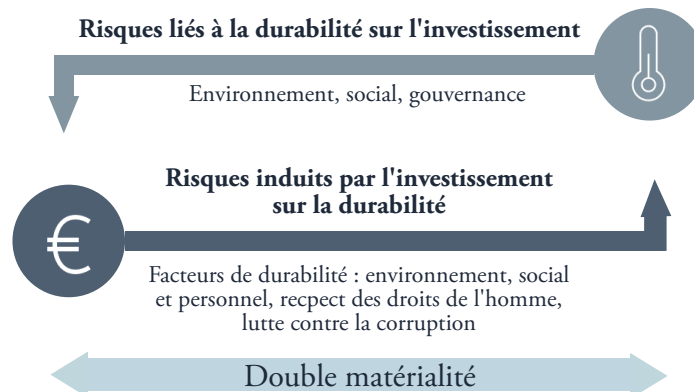 Risques liés à la durabilité sur l'investissement
Environnement, social, gouvernance
Risques induits par l'investissement
sur la durabilité
€
Facteurs de durabilité : environnement, social
et personnel, recpect des droits de l'homme,
lutte contre la corruption
Double matérialité